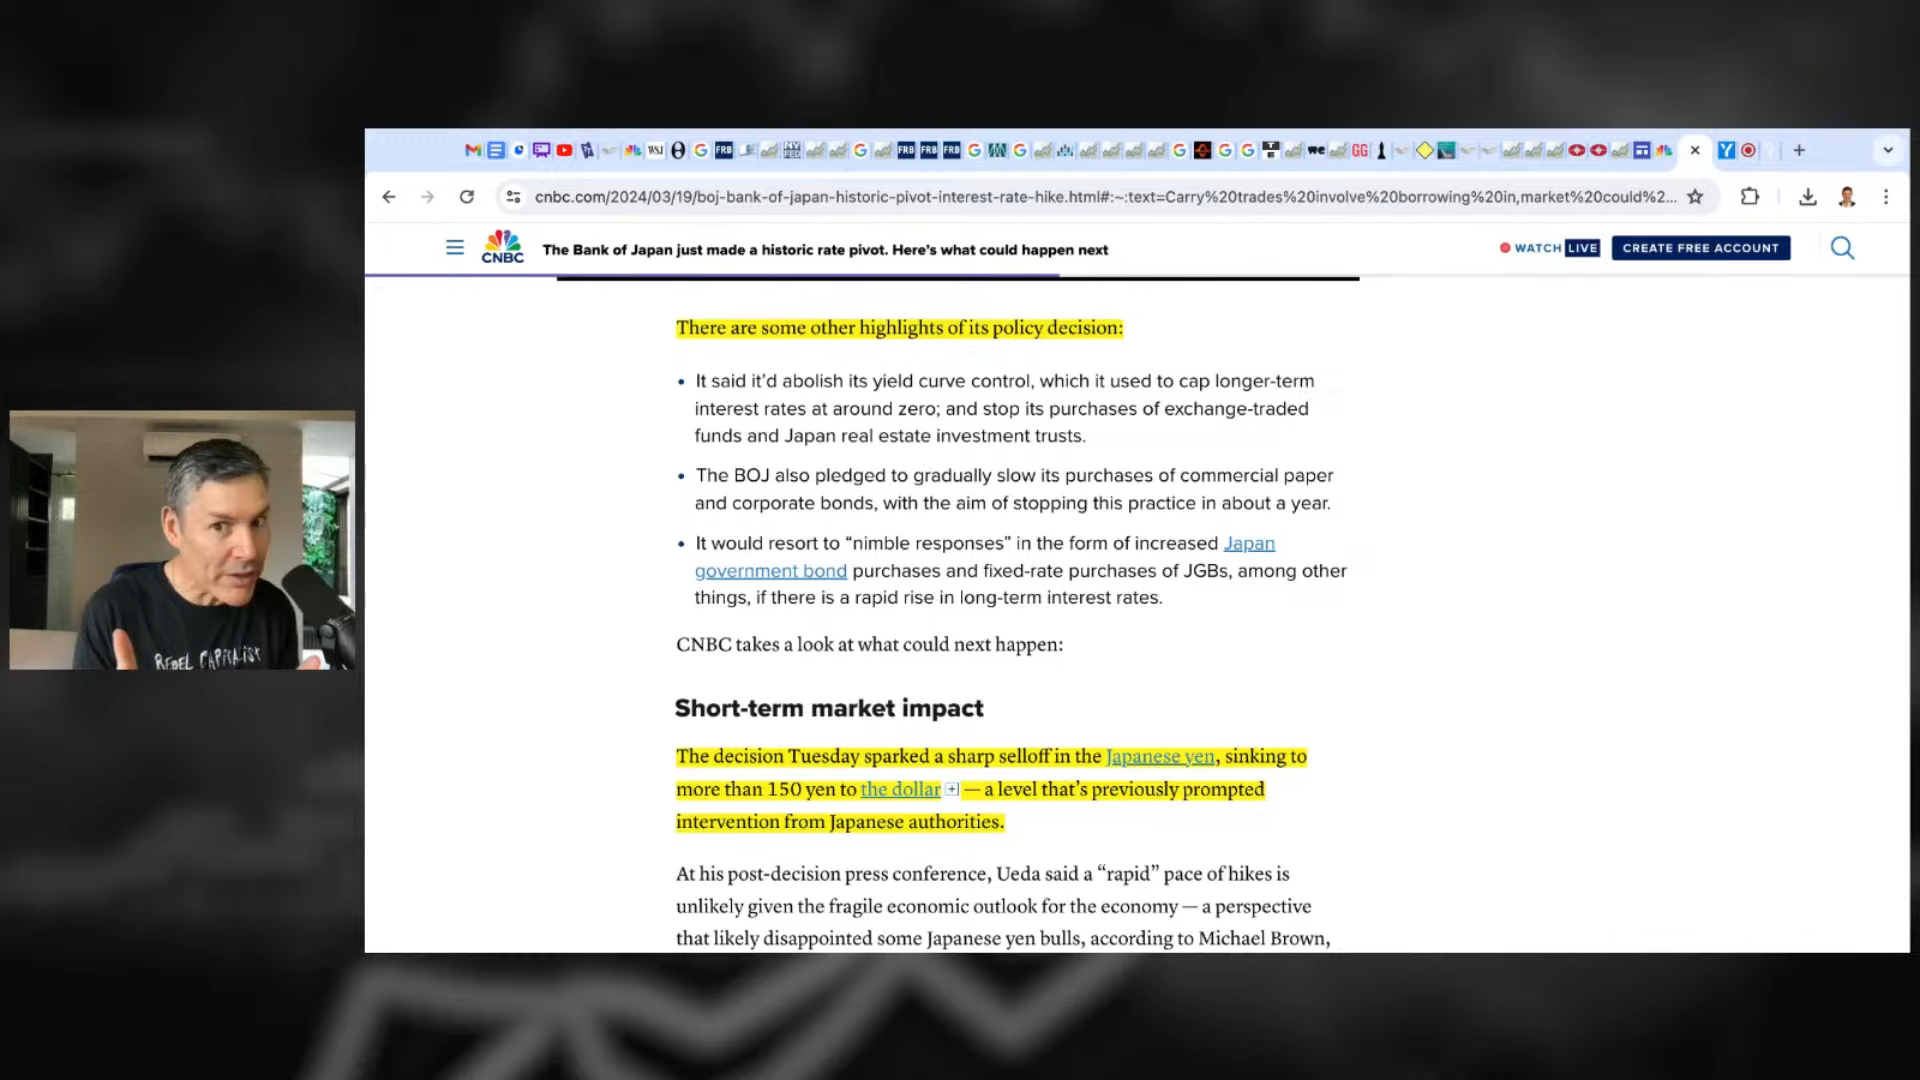 WSJ
FRB
NY FED
FRB FRB FRB
GG
cnbc.com/2024/03/19/boj-bank-of-japan-historic-pivot-interest-rate-hike.html#:~:text=Carry%20trades%20involve%20borrowing%20in,market%20could%2...
CNBC
The Bank of Japan just made a historic rate pivot. Here’s what could happen next
WATCH LIVE
CREATE FREE ACCOUNT
There are some other highlights of its policy decision:
• It said it’d abolish its yield curve control, which it used to cap longer-term
interest rates at around zero; and stop its purchases of exchange-traded
funds and Japan real estate investment trusts.
• The BOJ also pledged to gradually slow its purchases of commercial paper
and corporate bonds, with the aim of stopping this practice in about a year.
• It would resort to “nimble responses” in the form of increased Japan
government bond purchases and fixed-rate purchases of JGBs, among other
things, if there is a rapid rise in long-term interest rates.
CNBC takes a look at what could next happen:
Short-term market impact
The decision Tuesday sparked a sharp selloff in the Japanese yen, sinking to
more than 150 yen to the dollar — a level that’s previously prompted
intervention from Japanese authorities.
At his post-decision press conference, Ueda said a “rapid” pace of hikes is
unlikely given the fragile economic outlook for the economy — a perspective
that likely disappointed some Japanese yen bulls, according to Michael Brown,
REBEL CAPITALIST